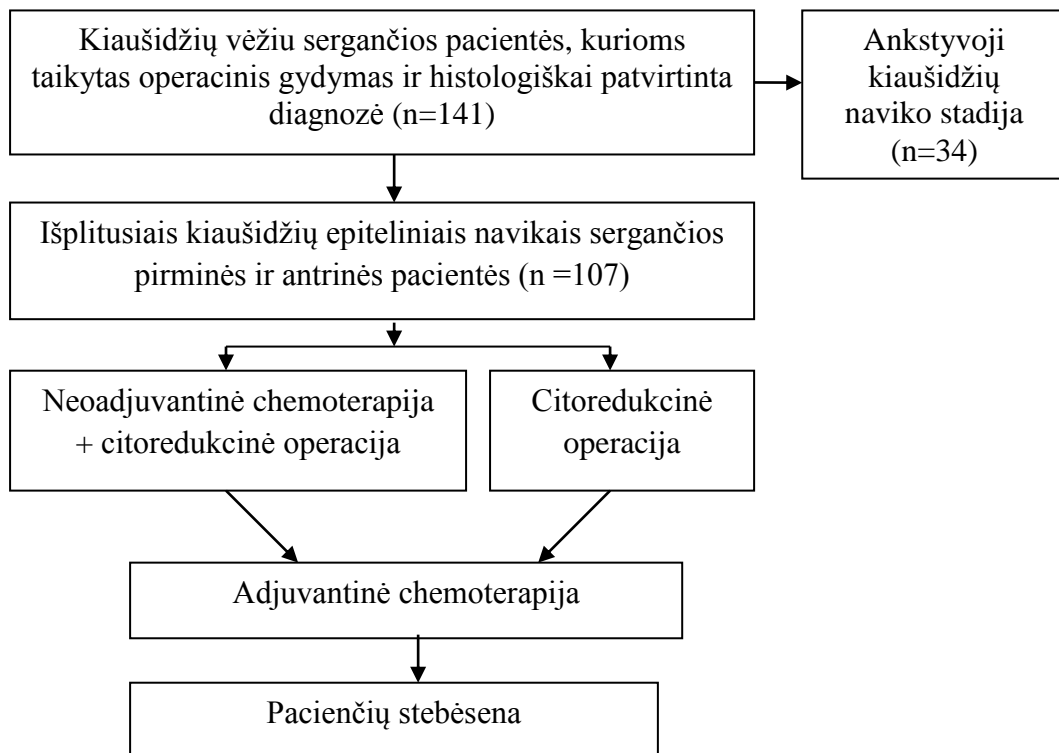 Kiaušidžių vėžiu sergančios pacientės, kurioms
taikytas operacinis gydymas ir histologiškai patvirtinta
diagnozė (n=141)
Ankstyvoji
kiaušidžių
naviko stadija
(n=34)
Išplitusiais kiaušidžių epiteliniais navikais sergančios
pirminės ir antrinės pacientės (n =107)
Neoadjuvantinė chemoterapija
+ citoredukcinė operacija
Citoredukcinė
operacija
Adjuvantinė chemoterapija
Pacienčių stebėsena